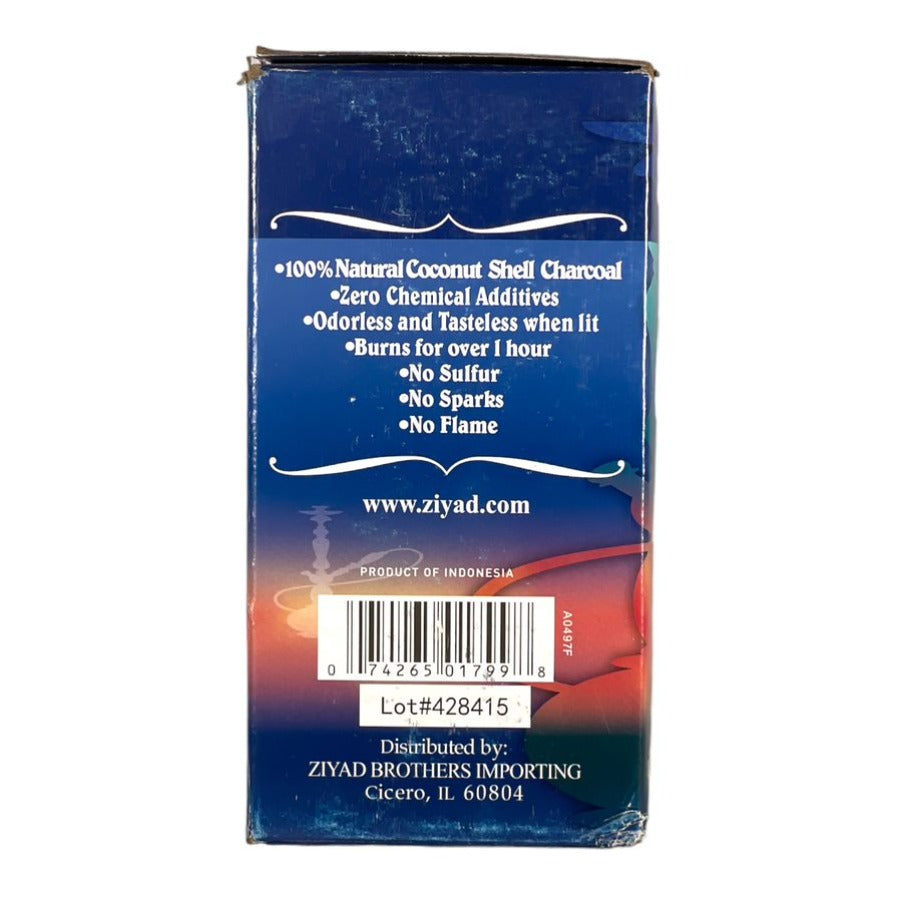 •100% Natural Coconut Shell Charcoal
•Zero Chemical Additives
•Odorless and Tasteless when lit
•Burns for over 1 hour
•No Sulfur
•No Sparks
•No Flame
www.ziyad.com
PRODUCT OF INDONESIA
A0497F
0 74265 01799 8
Lot#428415
Distributed by:
ZIYAD BROTHERS IMPORTING
Cicero, IL 60804